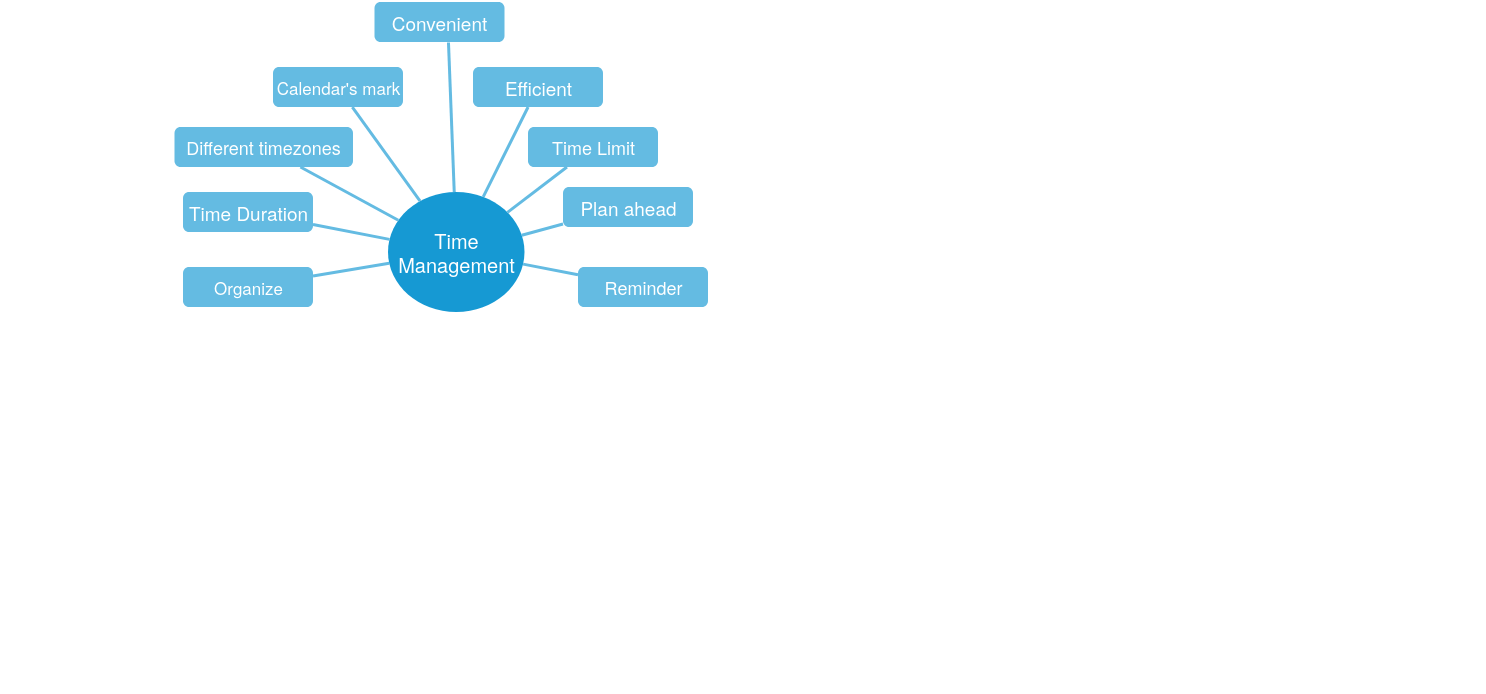 Convenient
Calendar's mark
Efficient
Different timezones
Time Limit
Time Duration
Plan ahead
Time
Management
Organize
Reminder